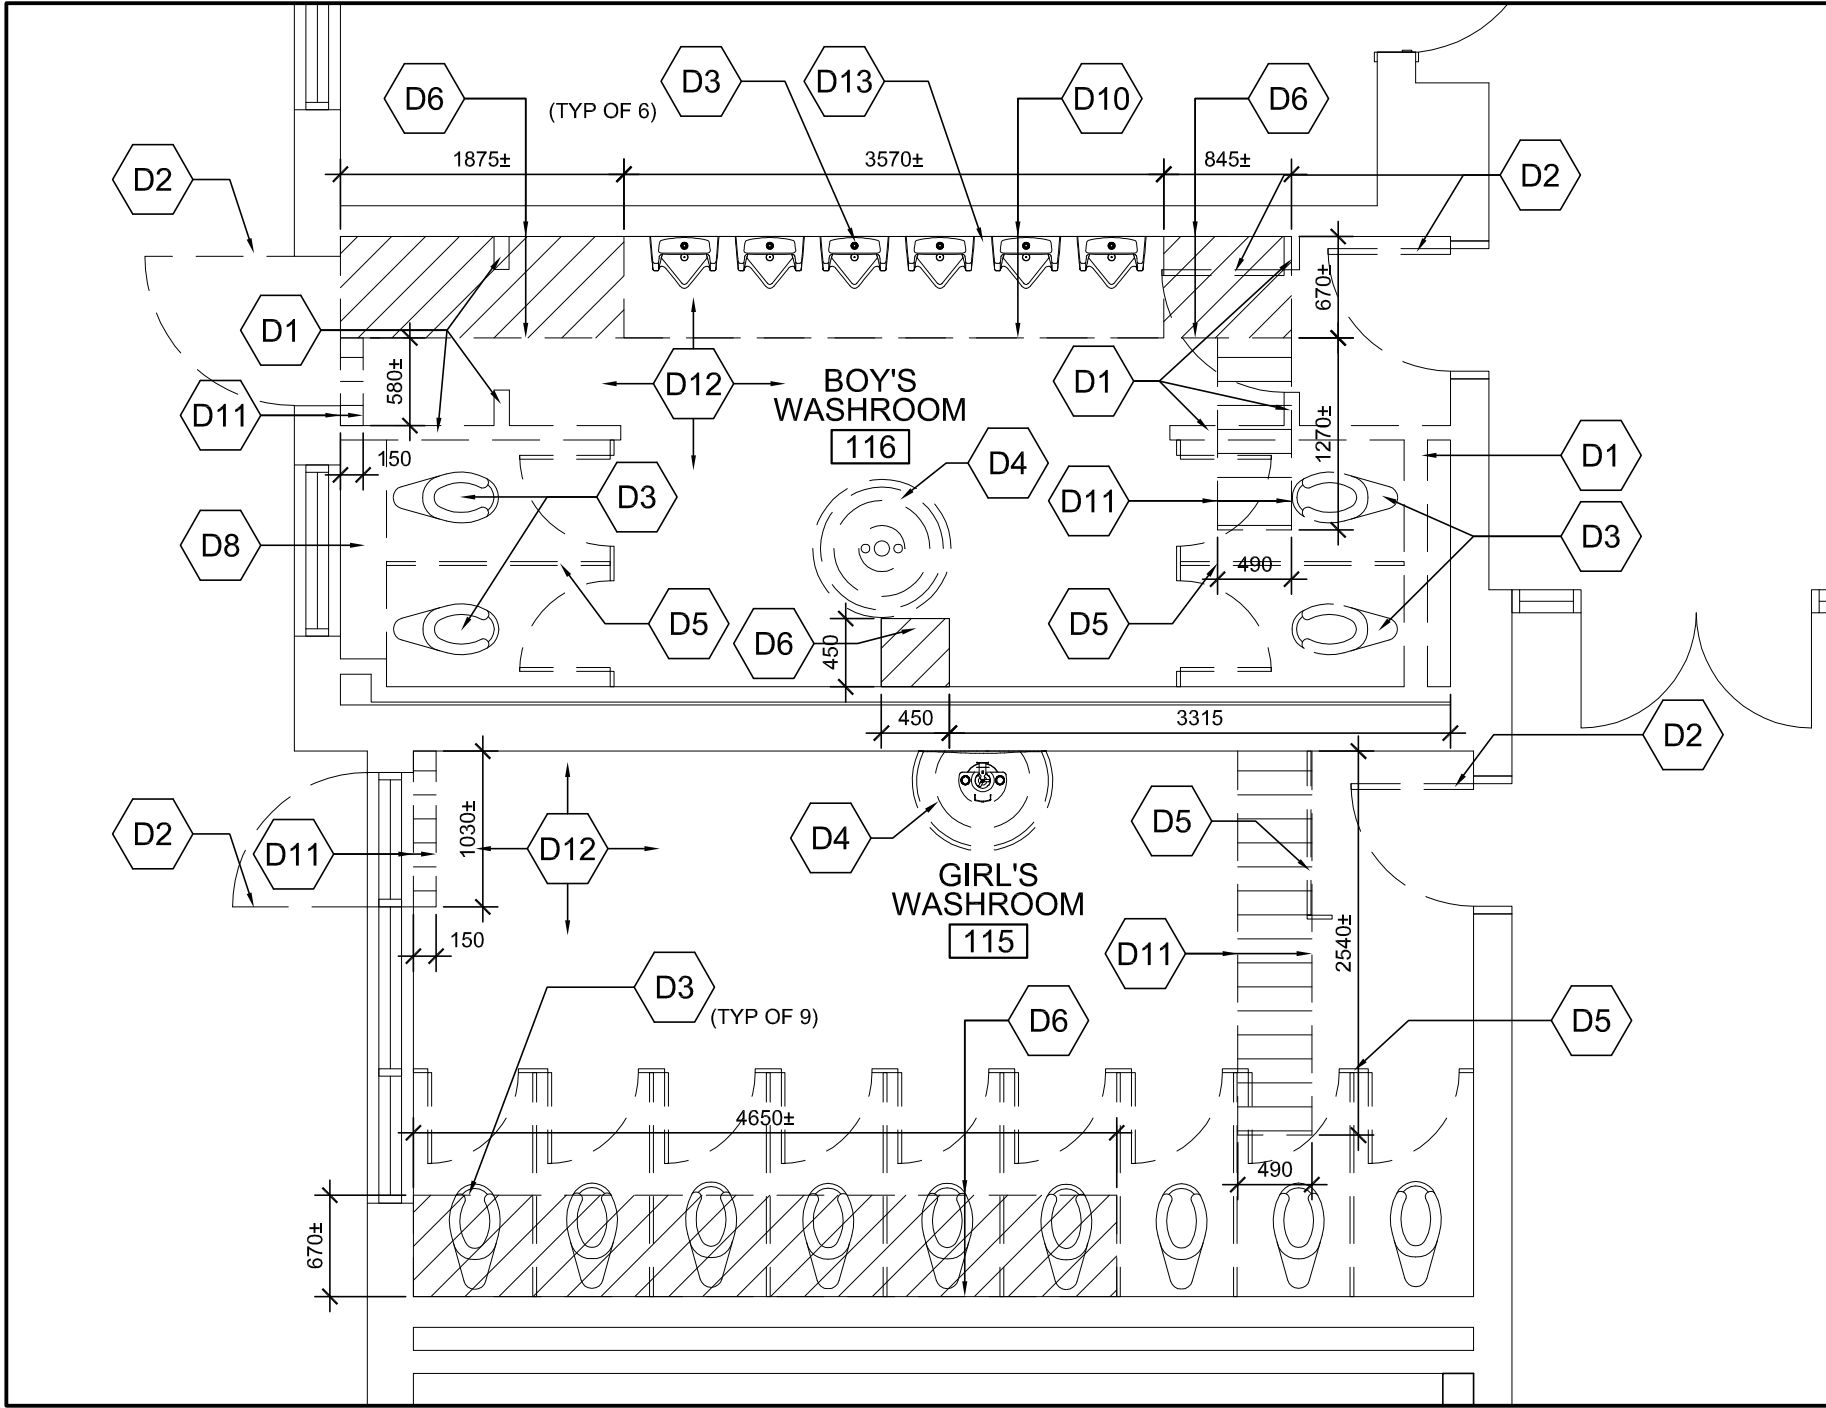 D6
(TYP OF 6)
D3
D13
D10
D6
D2
1875±
3570±
845±
D2
D1
580±
D12
BOY'S
WASHROOM
116
D1
670±
1270±
D11
150
D4
D1
D3
D11
D8
D3
490
D5
D6
450
D5
450
3315
D2
D2
D11
1030±
D12
D4
D5
GIRL'S
WASHROOM
115
150
D11
2540±
D3
(TYP OF 9)
D6
D5
4650±
490
670±